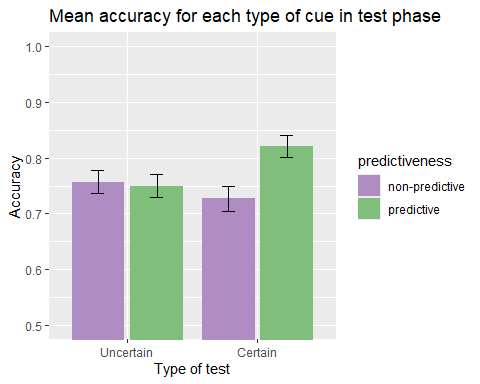 Mean accuracy for each type of cue in test phase
1.0
0.9
0.8
0.7
0.6
0.5
Accuracy
Uncertain
Certain
Type of test
predictiveness
non-predictive
predictive